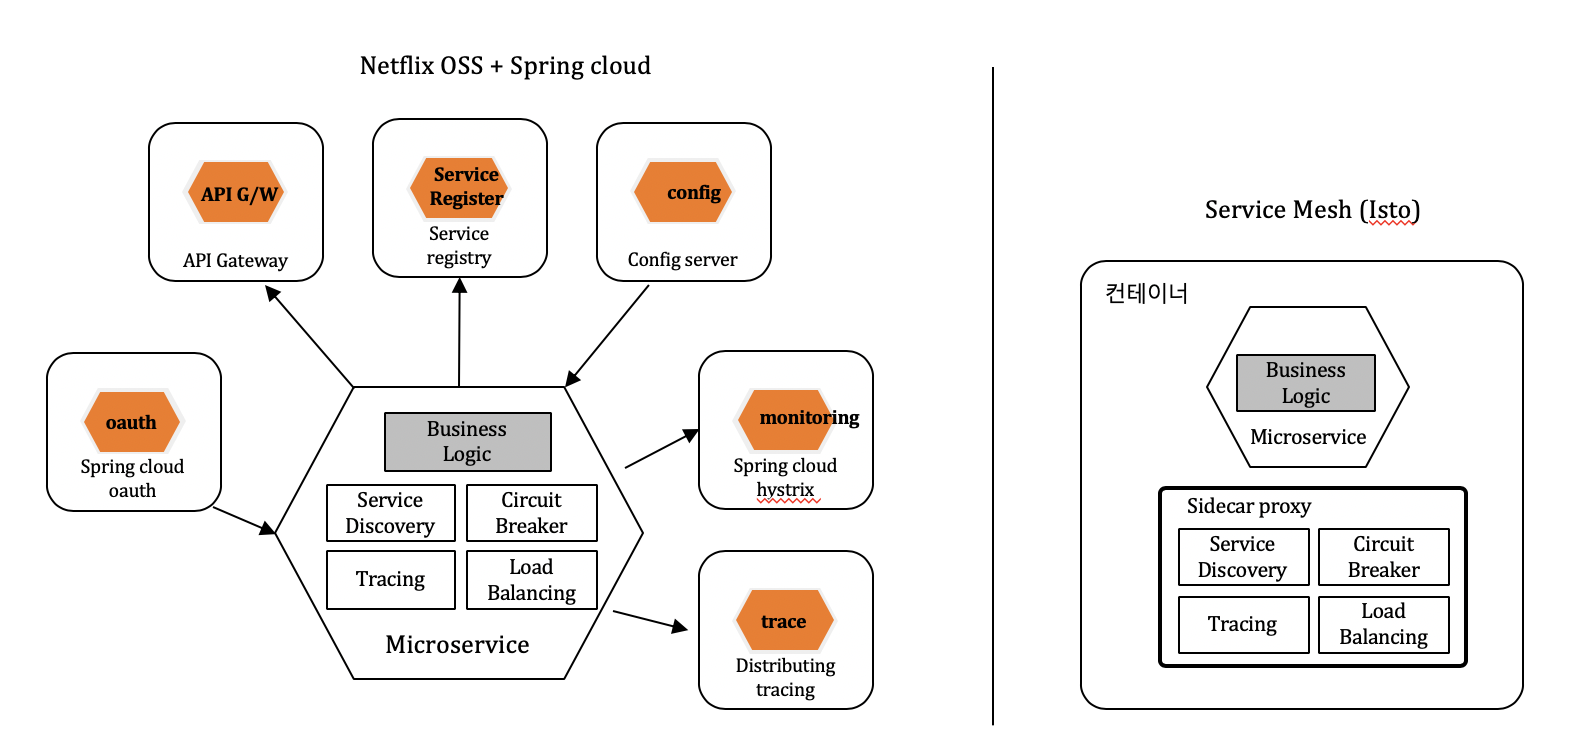 Netflix OSS + Spring cloud
API G/W
API Gateway
Service
Register
Service
registry
config
Config server
oauth
Spring cloud
oauth
Business
Logic
Service
Discovery
Circuit
Breaker
Tracing
Load
Balancing
Microservice
monitoring
Spring cloud
hystrix
trace
Distributing
tracing
Service Mesh (Isto)
컨테이너
Business
Logic
Microservice
Sidecar proxy
Service
Discovery
Circuit
Breaker
Tracing
Load
Balancing